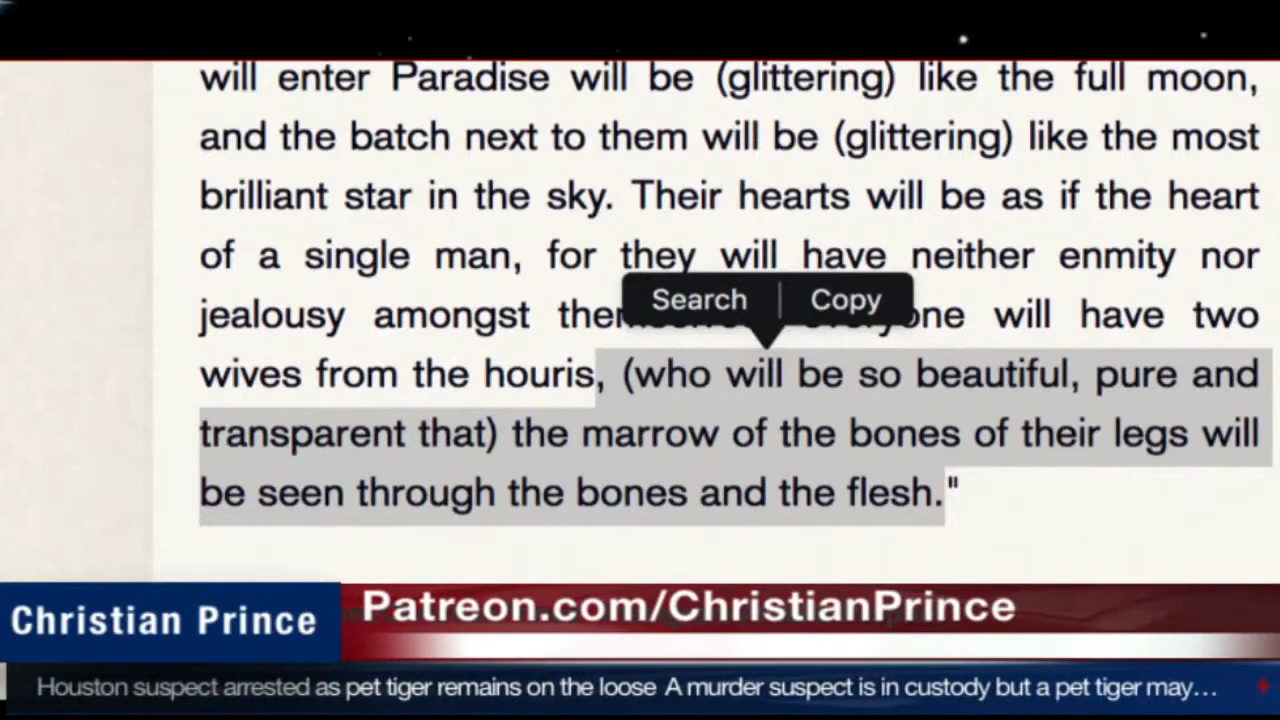 will enter Paradise will be (glittering) like the full moon,
and the batch next to them will be (glittering) like the most
brilliant star in the sky. Their hearts will be as if the heart
of a single man, for they will have neither enmity nor
Search Copy
jealousy amongst will have two
wives from the houris, (who will be so beautiful, pure and
transparent that) the marrow of the bones of their legs will
be seen through the bones and the flesh."
Christian Prince
Patreon.com/ChristianPrince
Houston suspect arrested as pet tiger remains on the loose A murder suspect is in custody but a pet tiger may...